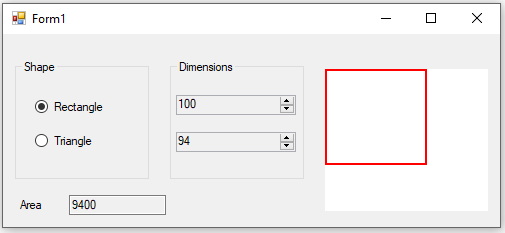 Form1
Shape
Rectangle
Triangle
Dimensions
100
94
Area
9400